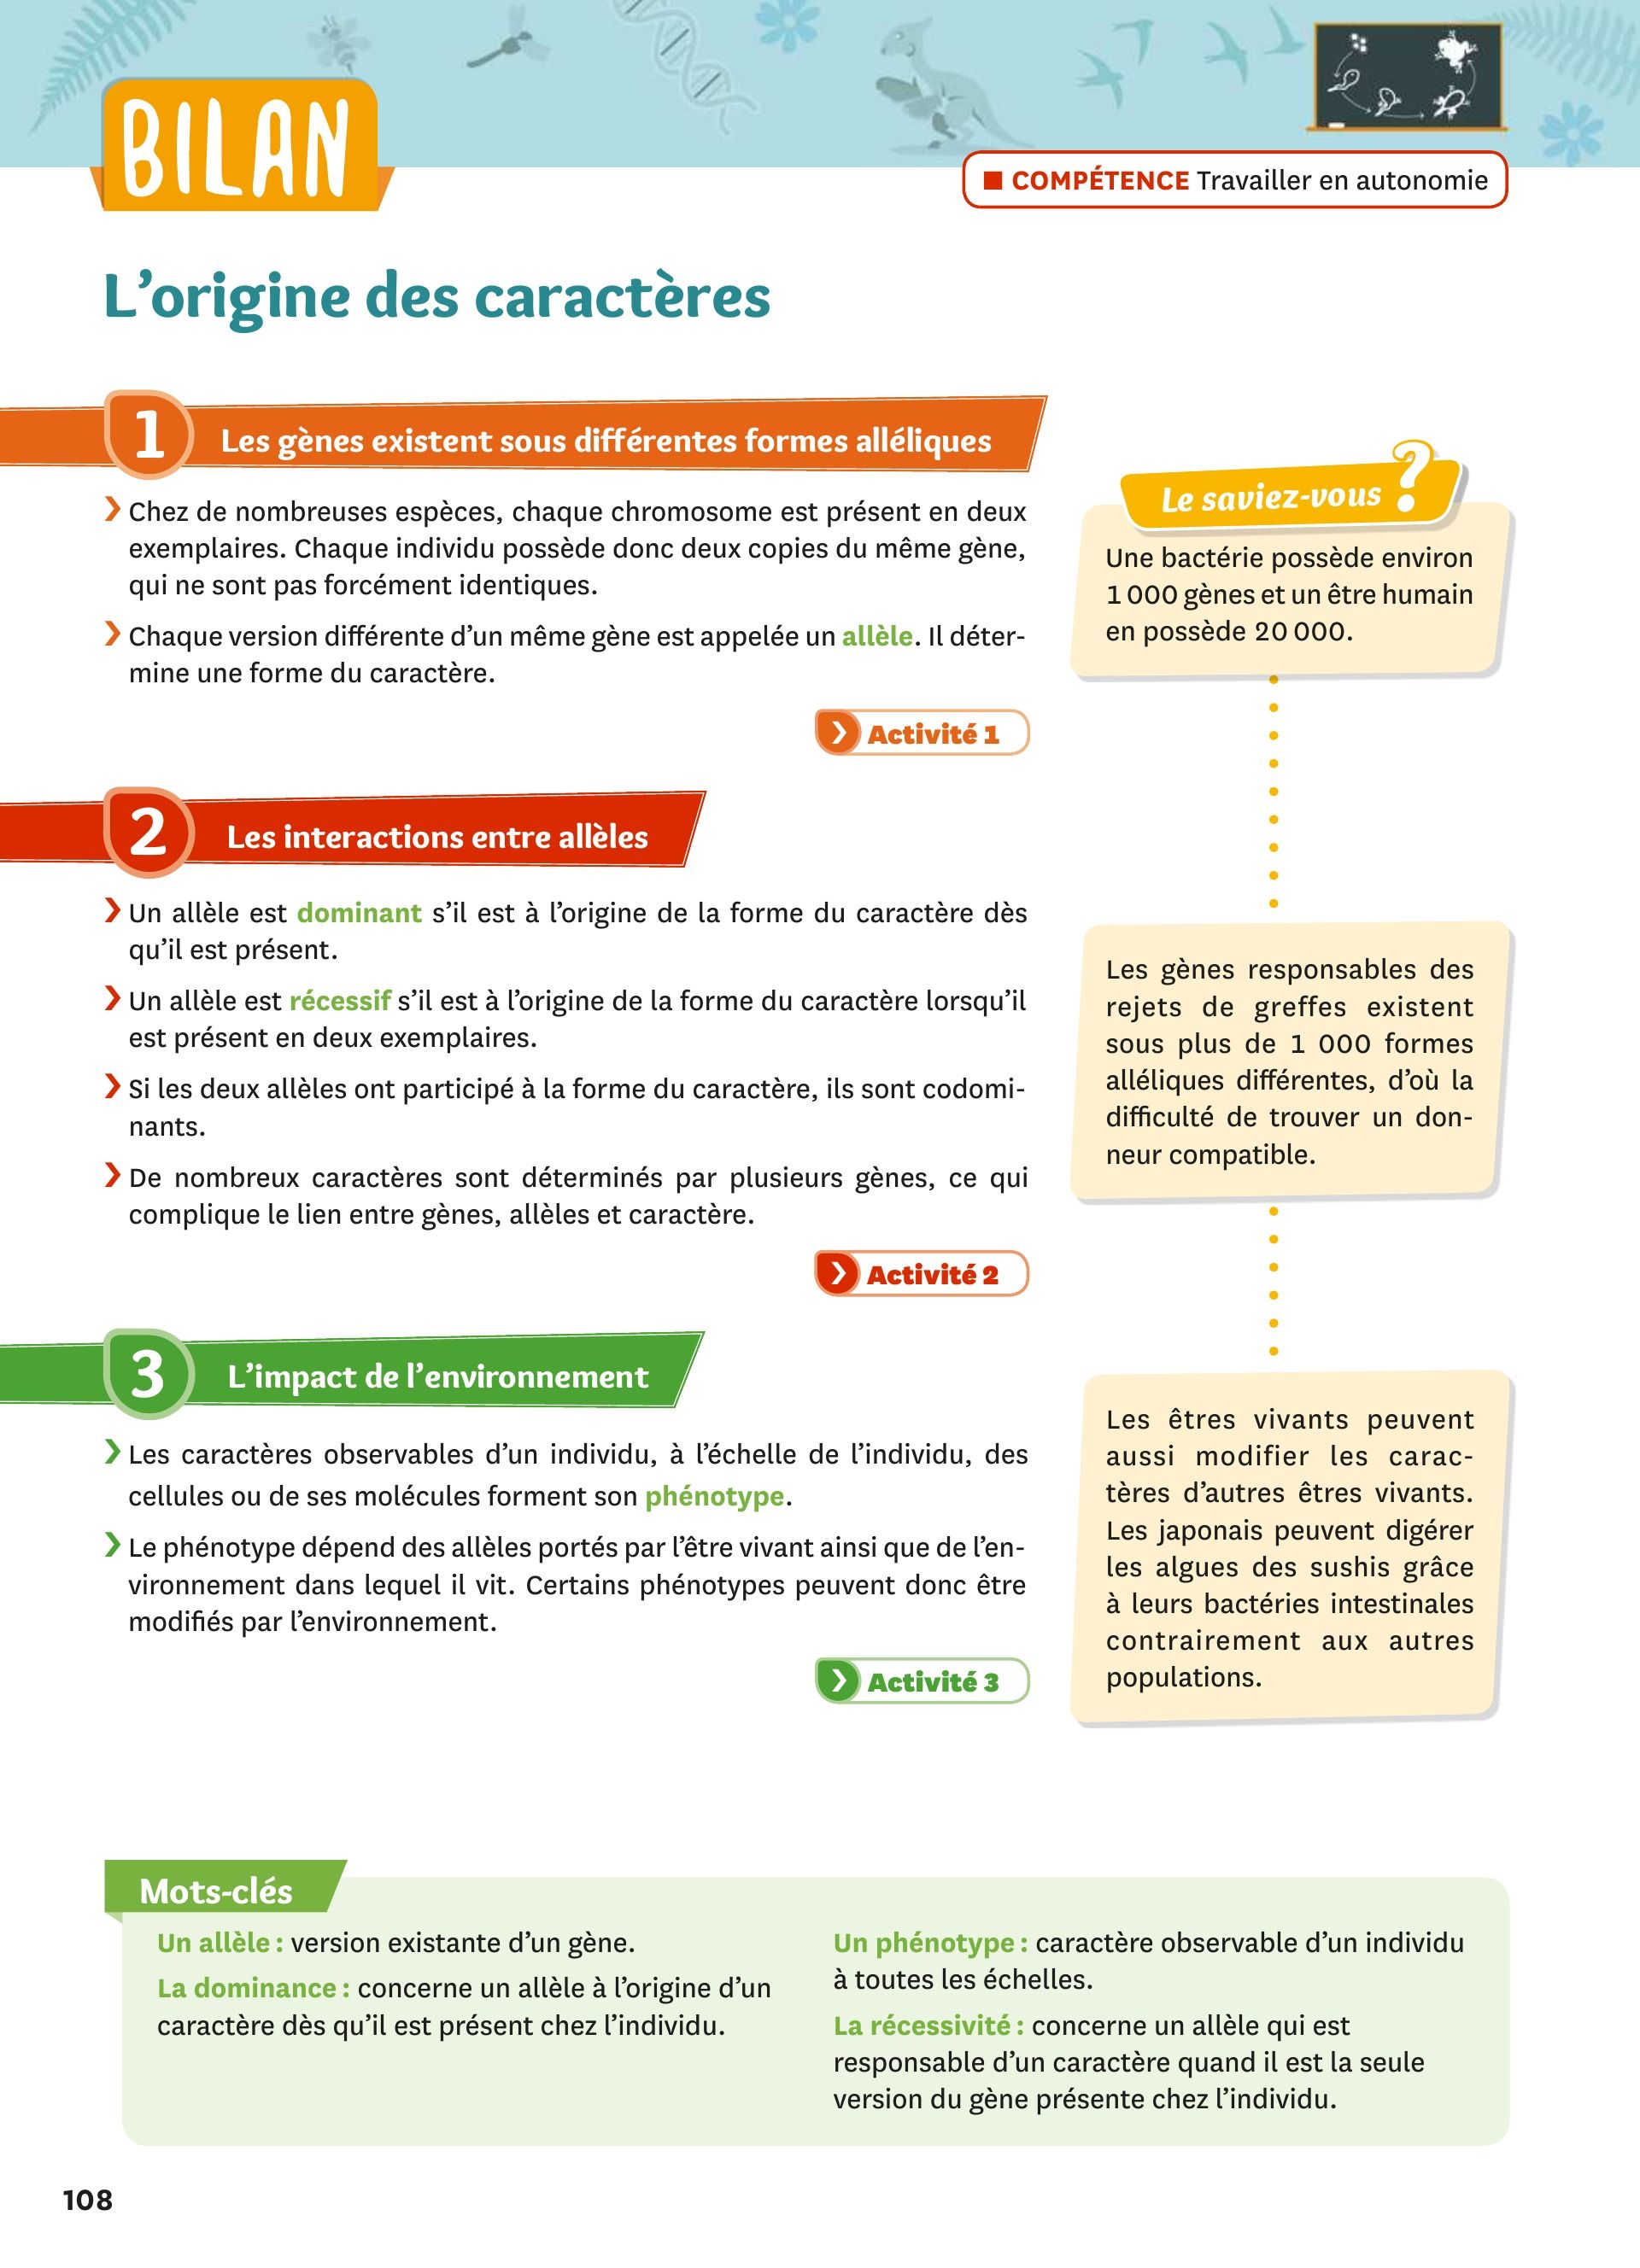 BILAN
■ COMPÉTENCE Travailler en autonomie
L’origine des caractères
1 Les gènes existent sous différentes formes alléliques
❯ Chez de nombreuses espèces, chaque chromosome est présent en deux
exemplaires. Chaque individu possède donc deux copies du même gène,
qui ne sont pas forcément identiques.
❯ Chaque version différente d’un même gène est appelée un allèle. Il déter-
mine une forme du caractère.
❯ Activité 1
2 Les interactions entre allèles
❯ Un allèle est dominant s’il est à l’origine de la forme du caractère dès
qu’il est présent.
❯ Un allèle est récessif s’il est à l’origine de la forme du caractère lorsqu’il
est présent en deux exemplaires.
❯ Si les deux allèles ont participé à la forme du caractère, ils sont codomi-
nants.
❯ De nombreux caractères sont déterminés par plusieurs gènes, ce qui
complique le lien entre gènes, allèles et caractère.
❯ Activité 2
3 L’impact de l’environnement
❯ Les caractères observables d’un individu, à l’échelle de l’individu, des
cellules ou de ses molécules forment son phénotype.
❯ Le phénotype dépend des allèles portés par l’être vivant ainsi que de l’en-
vironnement dans lequel il vit. Certains phénotypes peuvent donc être
modifiés par l’environnement.
❯ Activité 3
Le saviez-vous ?
Une bactérie possède environ
1 000 gènes et un être humain
en possède 20 000.
Les gènes responsables des
rejets de greffes existent
sous plus de 1 000 formes
alléliques différentes, d’où la
difficulté de trouver un don-
neur compatible.
Les êtres vivants peuvent
aussi modifier les carac-
tères d’autres êtres vivants.
Les japonais peuvent digérer
les algues des sushis grâce
à leurs bactéries intestinales
contrairement aux autres
populations.
Mots-clés
Un allèle : version existante d’un gène.
La dominance : concerne un allèle à l’origine d’un
caractère dès qu’il est présent chez l’individu.
Un phénotype : caractère observable d’un individu
à toutes les échelles.
La récessivité : concerne un allèle qui est
responsable d’un caractère quand il est la seule
version du gène présente chez l’individu.
108